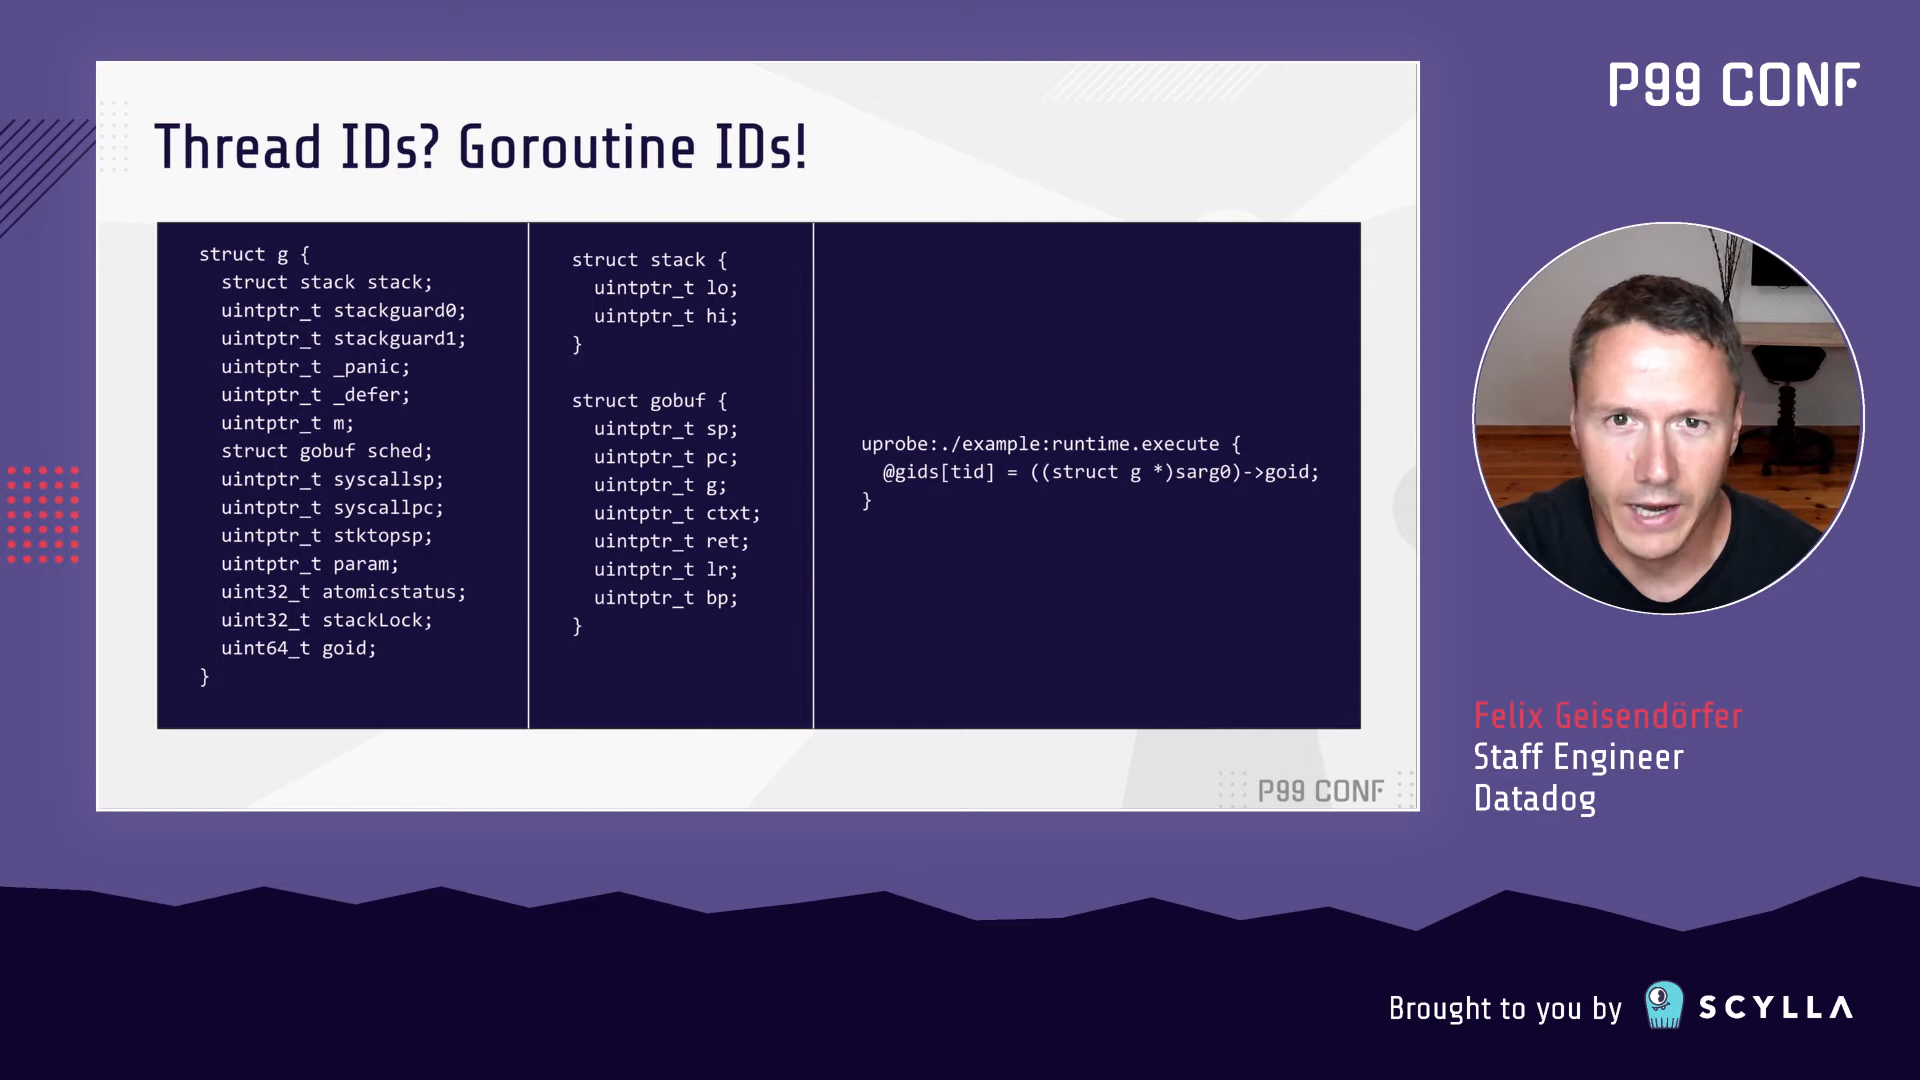 P99 CONF
Thread IDs? Goroutine IDs!
struct g {
struct stack stack;
uintptr_t stackguard0;
uintptr_t stackguard1;
uintptr_t _panic;
uintptr_t _defer;
uintptr_t m;
struct gobuf sched;
uintptr_t syscallsp;
uintptr_t syscallpc;
uintptr_t stktopsp;
uintptr_t param;
uint32_t atomicstatus;
uint32_t stackLock;
uint64_t goid;
}
struct stack {
uintptr_t lo;
uintptr_t hi;
}
struct gobuf {
uintptr_t sp;
uintptr_t pc;
uintptr_t g;
uintptr_t ctxt;
uintptr_t ret;
uintptr_t lr;
uintptr_t bp;
}
uprobe:./example:runtime.execute {
@gids[tid] = ((struct g *)sarg0)->goid;
}
P99 CONF
Felix Geisendörfer
Staff Engineer
Datadog
Brought to you by SCYLLA